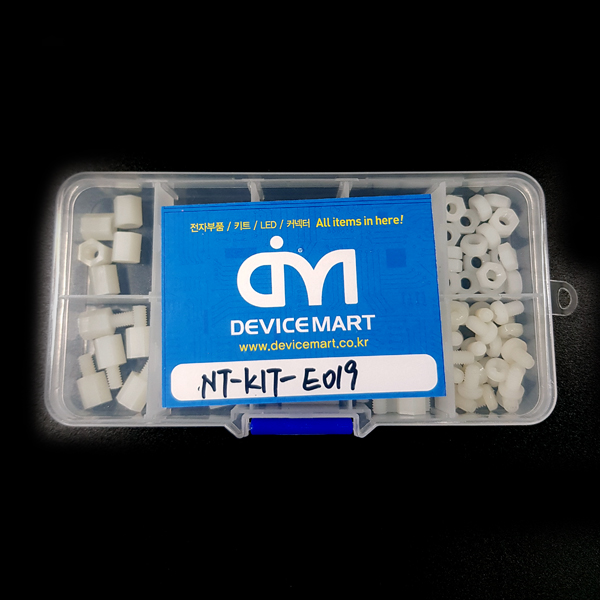 전자부품 / 키트 / LED / 커넥터 All items in here!
DM
DEVICEMART
www.devicemart.co.kr
NT-KIT-E019